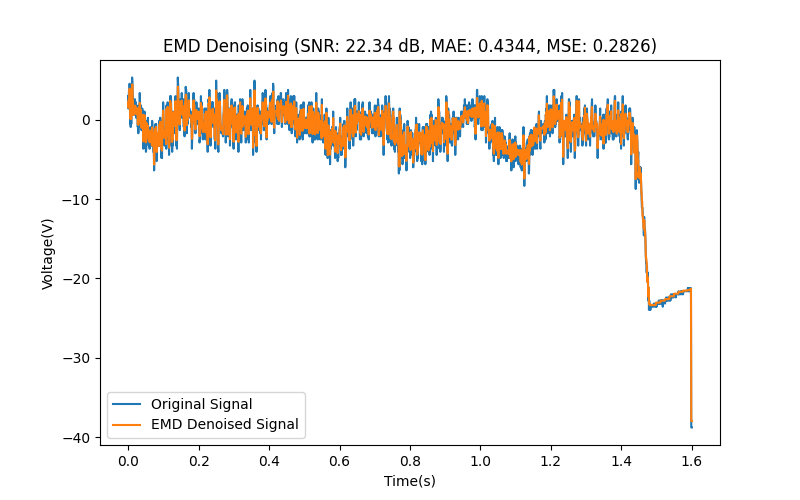 EMD Denoising (SNR: 22.34 dB, MAE: 0.4344, MSE: 0.2826)
Voltage(V)
0
−10
−20
−30
−40
Original Signal
EMD Denoised Signal
0.0 0.2 0.4 0.6 0.8 1.0 1.2 1.4 1.6
Time(s)